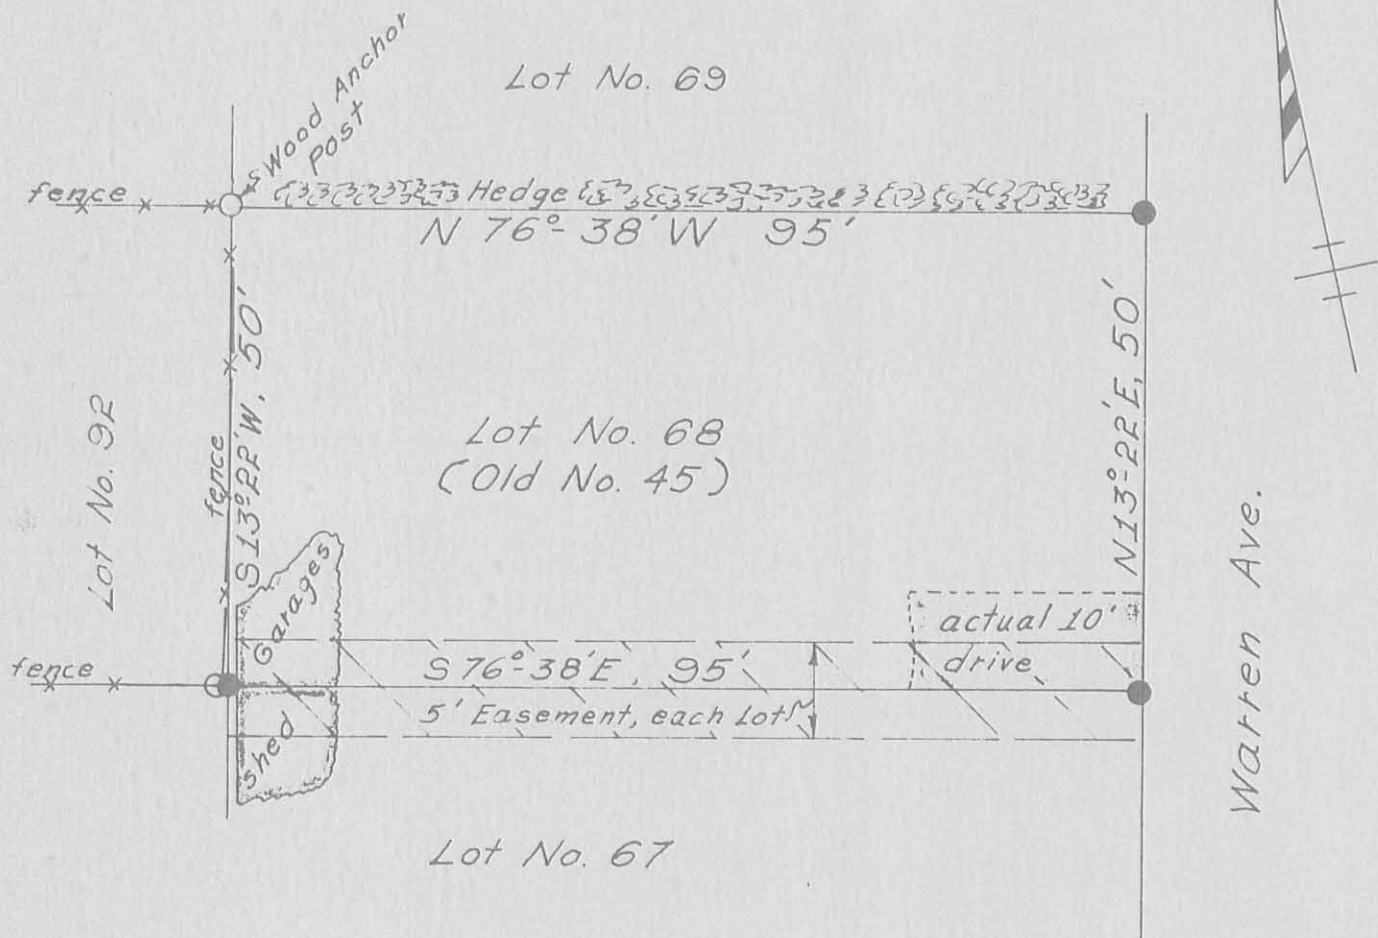 Lot No. 69
Wood Anchor
Post
fence
Hedge
N 76°-38' W 95'
S 13°22' W. 50'
N 13°-22' E, 50'
Lot No. 92
fence
Lot No. 68
(Old No. 45)
Warren Ave.
Garages
actual 10'
drive
fence
S 76°-38' E, 95'
5' Easement, each Lot
shed
Lot No. 67